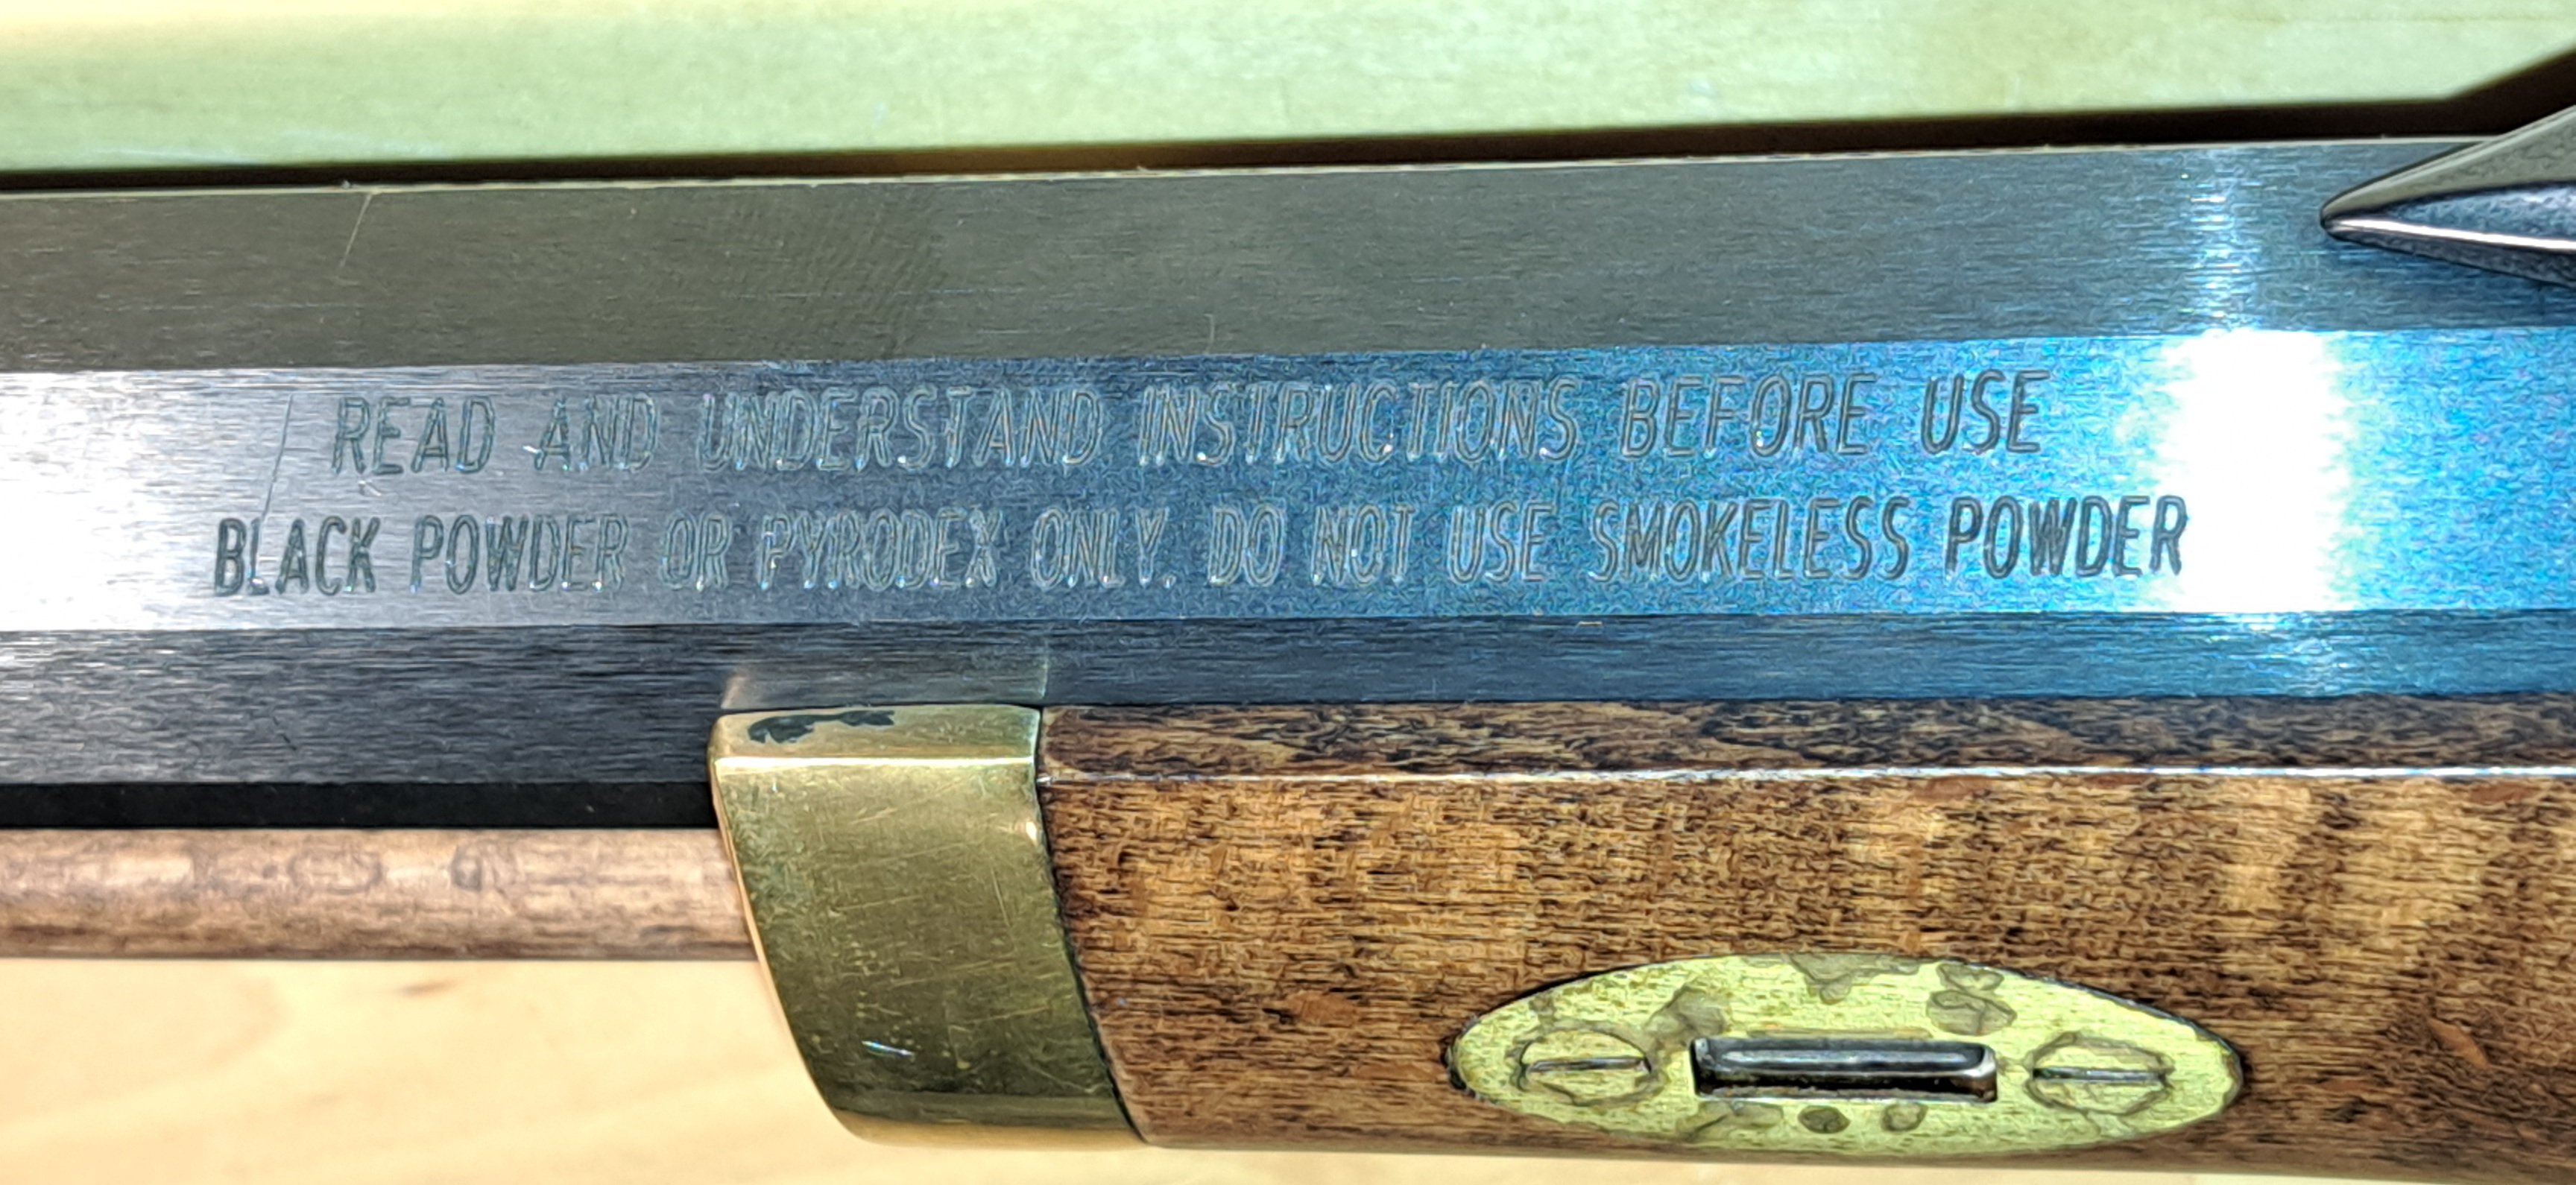 READ AND UNDERSTAND INSTRUCTIONS BEFORE USE
BLACK POWDER OR PYRODEX ONLY. DO NOT USE SMOKELESS POWDER